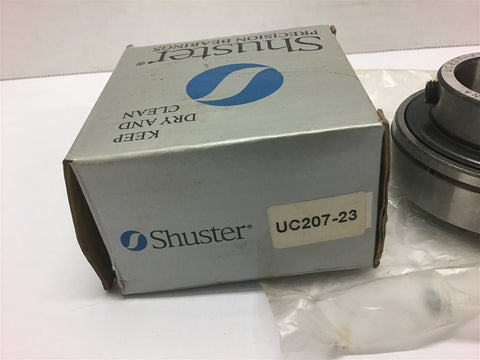 Shuster®
PRECISION BEARINGS
KEEP
DRY AND
CLEAN
Shuster®
UC207-23